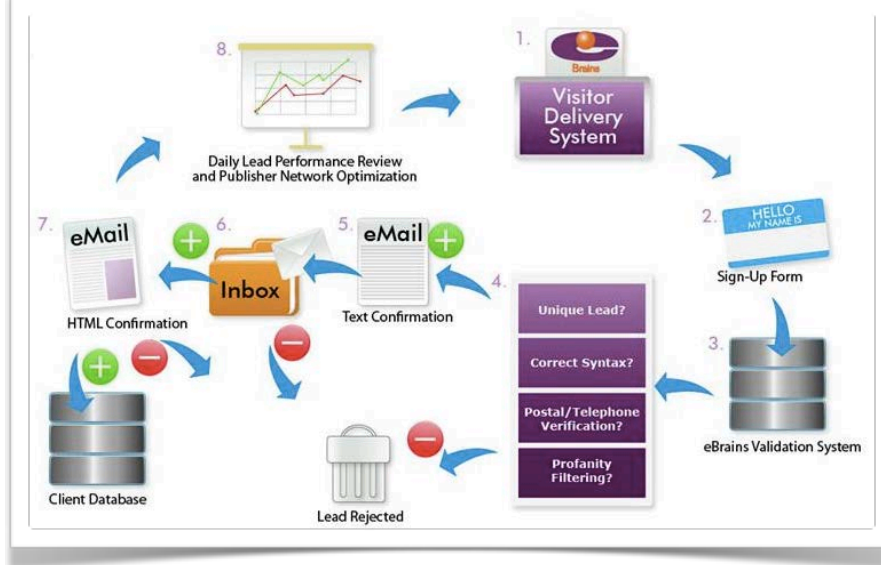 1.
Brains
Visitor
Delivery
System
2.
HELLO
MY NAME IS
Sign-Up Form
3.
eBrains Validation System
4.
Unique Lead?
Correct Syntax?
Postal/Telephone
Verification?
Profanity
Filtering?
Lead Rejected
5.
eMail
Text Confirmation
6.
Inbox
7.
eMail
HTML Confirmation
Client Database
8.
Daily Lead Performance Review
and Publisher Network Optimization